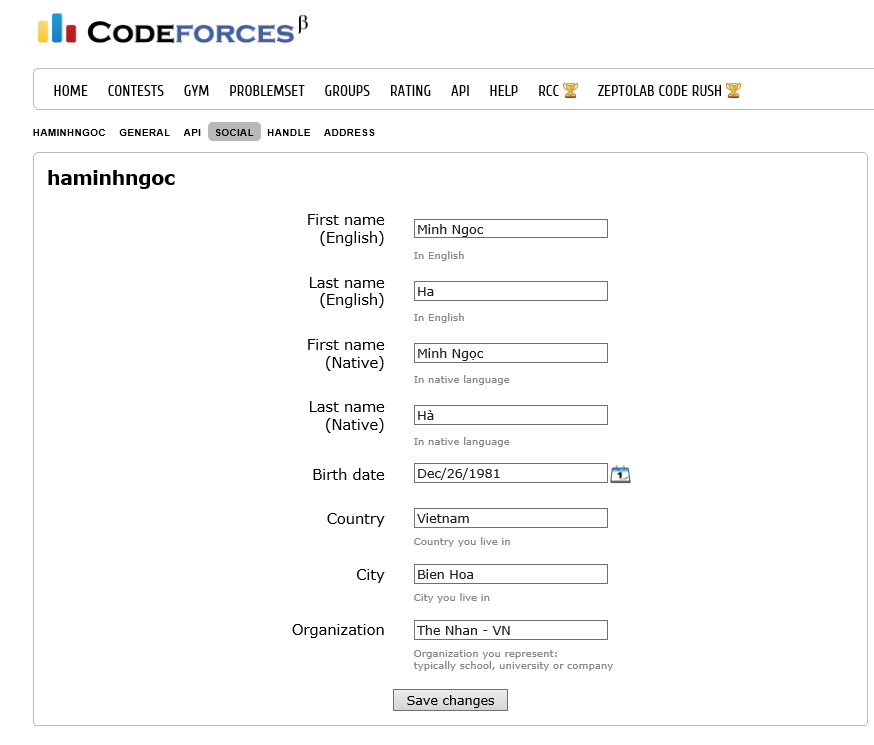 CODEFORCES β
HOME CONTESTS GYM PROBLEMSET GROUPS RATING API HELP RCC ZEPTOLAB CODE RUSH
HAMINHNGOC GENERAL API SOCIAL HANDLE ADDRESS
haminhngoc
First name
(English)
Minh Ngoc
In English
Last name
(English)
Ha
In English
First name
(Native)
Minh Ngọc
In native language
Last name
(Native)
Hà
In native language
Birth date
Dec/26/1981
1
Country
Vietnam
Country you live in
City
Bien Hoa
City you live in
Organization
The Nhan - VN
Organization you represent:
typically school, university or company
Save changes